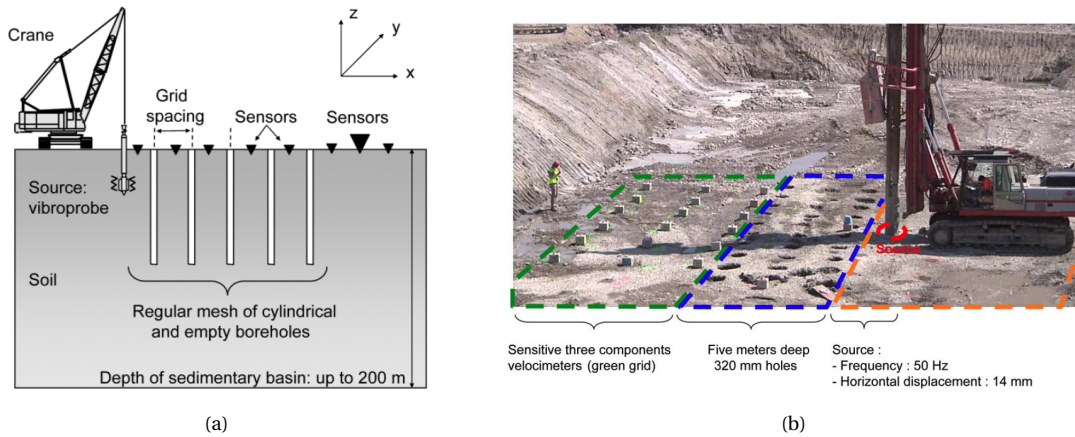 Crane
z
y
x
Grid
spacing
Sensors
Sensors
Source:
vibroprobe
Soil
Regular mesh of cylindrical
and empty boreholes
Depth of sedimentary basin: up to 200 m
(a)
(b)
Source
Sensitive three components
velocimeters (green grid)
Five meters deep
320 mm holes
Source :
- Frequency : 50 Hz
- Horizontal displacement : 14 mm